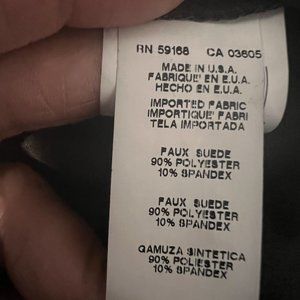 RN 59168 CA 03605
MADE IN U.S.A.
FABRIQUE' EN E.U.A.
HECHO EN E.U.A.
IMPORTED FABRIC
IMPORTIQUE' FABRI
TELA IMPORTADA
FAUX SUEDE
90% POLYESTER
10% SPANDEX
FAUX SUEDE
90% POLYESTER
10% SPANDEX
GAMUZA SINTETICA
90% POLIESTER
10% SPANDEX